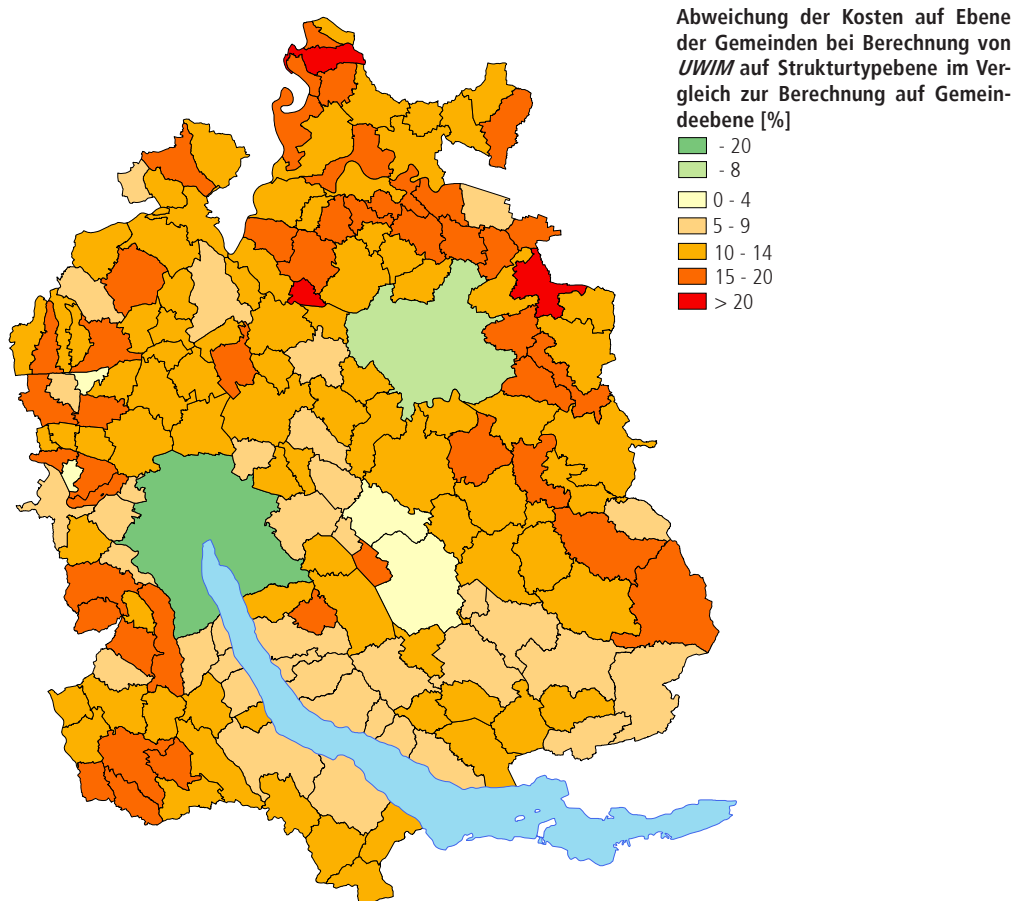 Abweichung der Kosten auf Ebene
der Gemeinden bei Berechnung von
UWIM auf Strukturtypebene im Ver-
gleich zur Berechnung auf Gemein-
deebene [%]
- 20
- 8
0 - 4
5 - 9
10 - 14
15 - 20
> 20